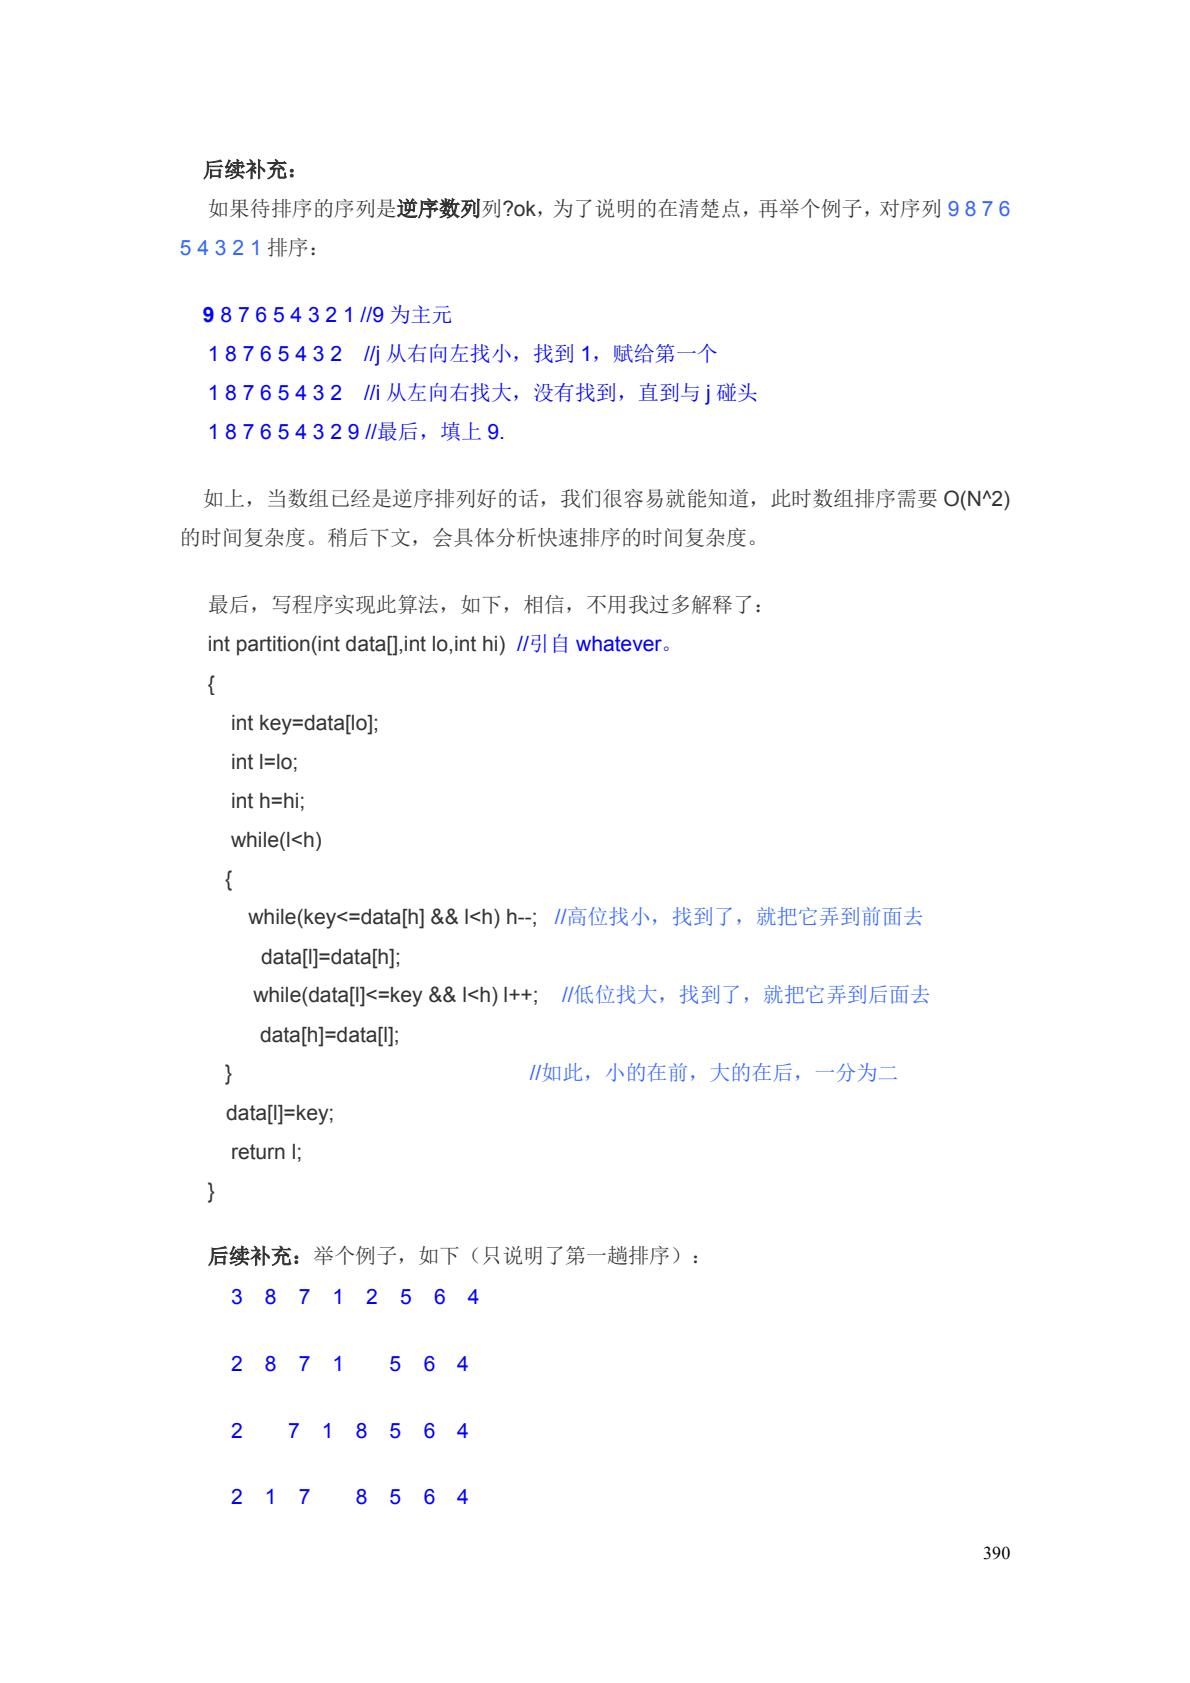 后续补充：
如果待排序的序列是逆序数列列?ok，为了说明的在清楚点，再举个例子，对序列 9 8 7 6
5 4 3 2 1 排序：
9 8 7 6 5 4 3 2 1 //9 为主元
1 8 7 6 5 4 3 2 //j 从右向左找小，找到 1，赋给第一个
1 8 7 6 5 4 3 2 //i 从左向右找大，没有找到，直到与 j 碰头
1 8 7 6 5 4 3 2 9 //最后，填上 9.
如上，当数组已经是逆序排列好的话，我们很容易就能知道，此时数组排序需要 O(N^2)
的时间复杂度。稍后下文，会具体分析快速排序的时间复杂度。
最后，写程序实现此算法，如下，相信，不用我过多解释了：
int partition(int data[],int lo,int hi) //引自 whatever。
{
int key=data[lo];
int l=lo;
int h=hi;
while(l<h)
{
while(key<=data[h] && l<h) h--; //高位找小，找到了，就把它弄到前面去
data[l]=data[h];
while(data[l]<=key && l<h) l++; //低位找大，找到了，就把它弄到后面去
data[h]=data[l];
} //如此，小的在前，大的在后，一分为二
data[l]=key;
return l;
}
后续补充：举个例子，如下（只说明了第一趟排序）：
3 8 7 1 2 5 6 4
2 8 7 1 5 6 4
2 7 1 8 5 6 4
2 1 7 8 5 6 4
390